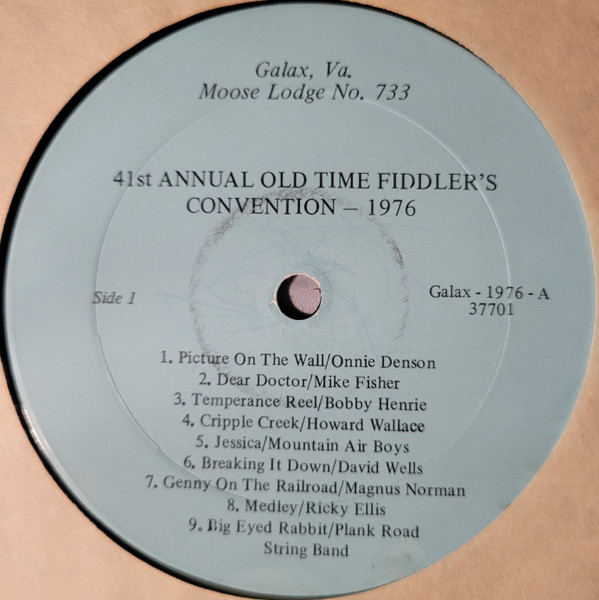 Galax, Va.
Moose Lodge No. 733
41st ANNUAL OLD TIME FIDDLER'S
CONVENTION – 1976
Side 1
Galax - 1976 - A
37701
1. Picture On The Wall/Onnie Denson
2. Dear Doctor/Mike Fisher
3. Temperance Reel/Bobby Henrie
4. Cripple Creek/Howard Wallace
5. Jessica/Mountain Air Boys
6. Breaking It Down/David Wells
7. Genny On The Railroad/Magnus Norman
8. Medley/Ricky Ellis
9. Big Eyed Rabbit/Plank Road
String Band